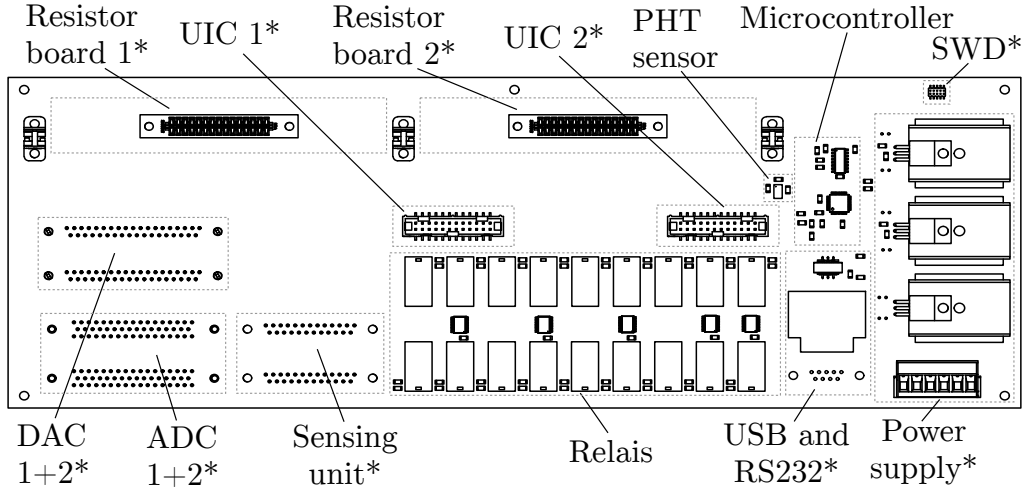 Resistor
board 1*
UIC 1*
Resistor
board 2*
UIC 2*
PHT
sensor
Microcontroller
SWD*
DAC
1+2*
ADC
1+2*
Sensing
unit*
Relais
USB and
RS232*
Power
supply*